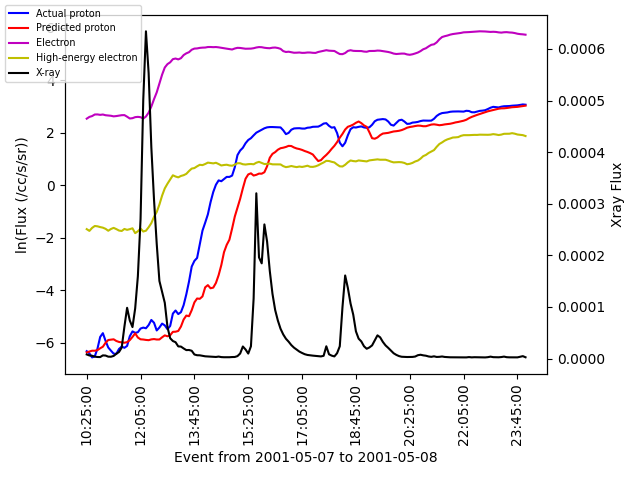 Actual proton
Predicted proton
Electron
High-energy electron
X-ray
4
2
0
−2
−4
−6
ln(Flux (/cc/s/sr))
0.0006
0.0005
0.0004
0.0003
0.0002
0.0001
0.0000
Xray Flux
10:25:00
12:05:00
13:45:00
15:25:00
17:05:00
18:45:00
20:25:00
22:05:00
23:45:00
Event from 2001-05-07 to 2001-05-08